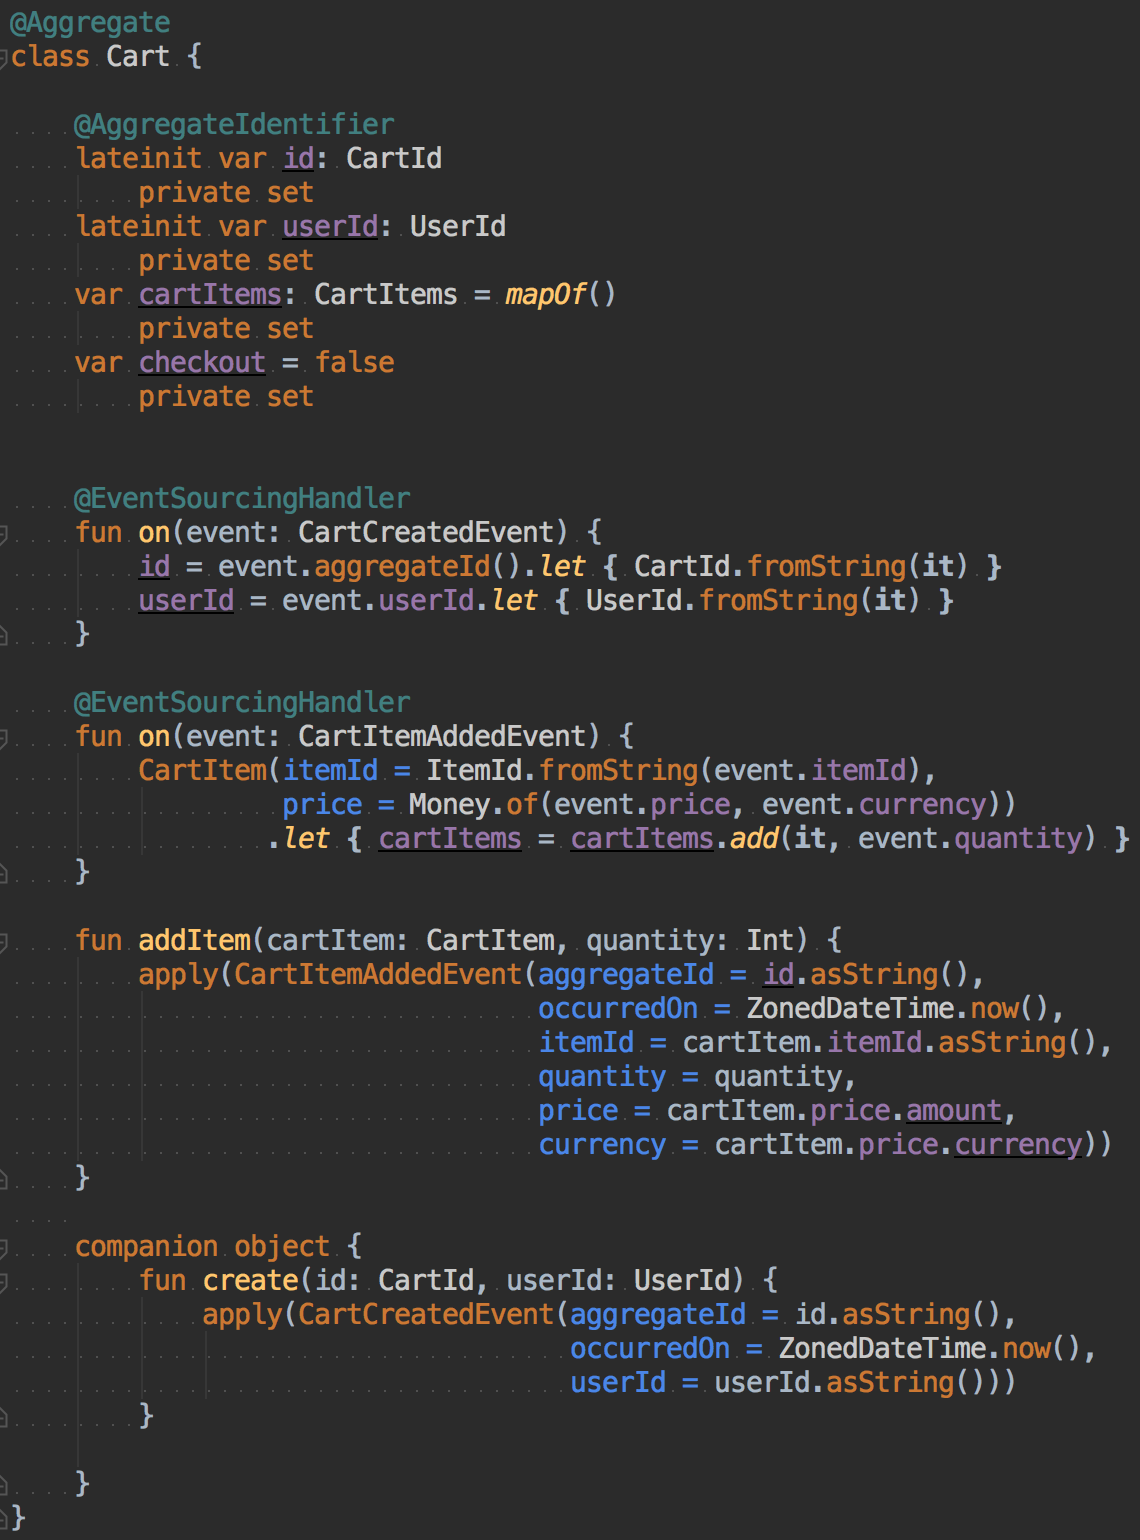 @Aggregate
class Cart {
@AggregateIdentifier
lateinit var id: CartId
private set
lateinit var userId: UserId
private set
var cartItems: CartItems = mapOf()
private set
var checkout = false
private set
@EventSourcingHandler
fun on(event: CartCreatedEvent) {
id = event.aggregateId().let { CartId.fromString(it) }
userId = event.userId.let { UserId.fromString(it) }
}
@EventSourcingHandler
fun on(event: CartItemAddedEvent) {
CartItem(itemId = ItemId.fromString(event.itemId),
price = Money.of(event.price, event.currency))
.let { cartItems = cartItems.add(it, event.quantity) }
}
fun addItem(cartItem: CartItem, quantity: Int) {
apply(CartItemAddedEvent(aggregateId = id.asString(),
occurredOn = ZonedDateTime.now(),
itemId = cartItem.itemId.asString(),
quantity = quantity,
price = cartItem.price.amount,
currency = cartItem.price.currency))
}
companion object {
fun create(id: CartId, userId: UserId) {
apply(CartCreatedEvent(aggregateId = id.asString(),
occurredOn = ZonedDateTime.now(),
userId = userId.asString()))
}
}
}